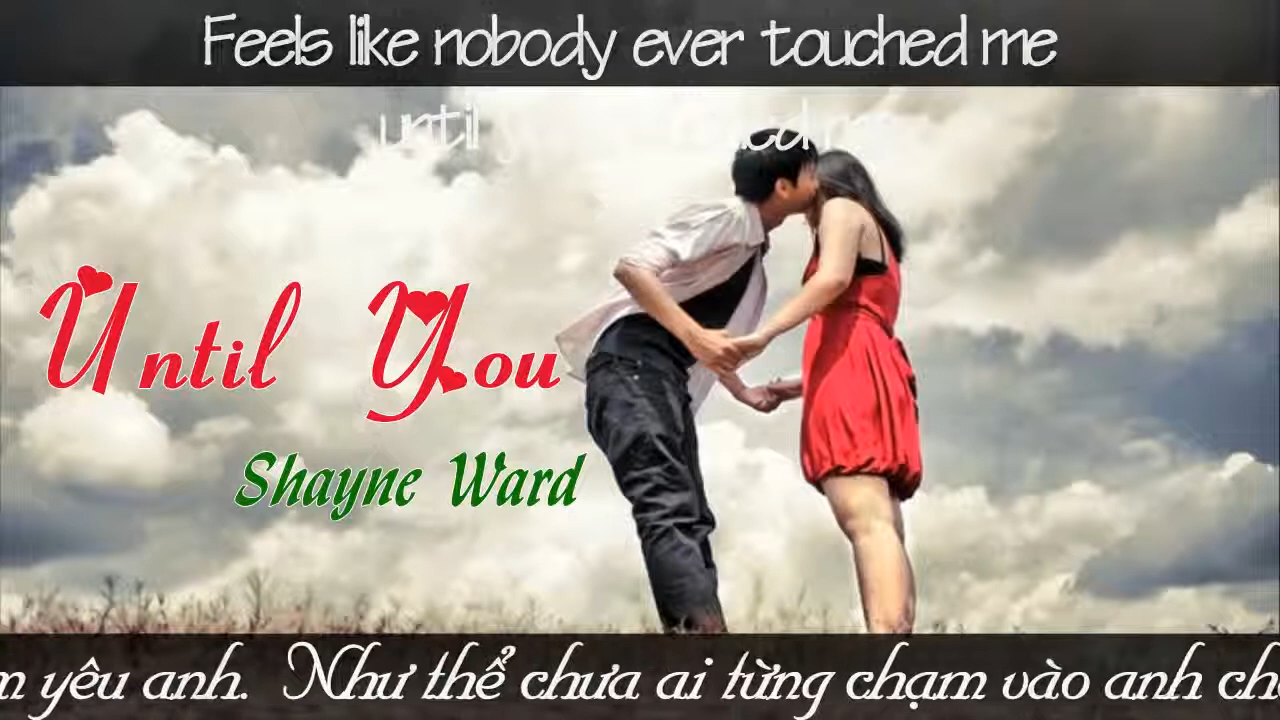 Feels like nobody ever touched me
until
Until You
Shayne Ward
yêu anh. Như thể chưa ai từng chạm vào anh